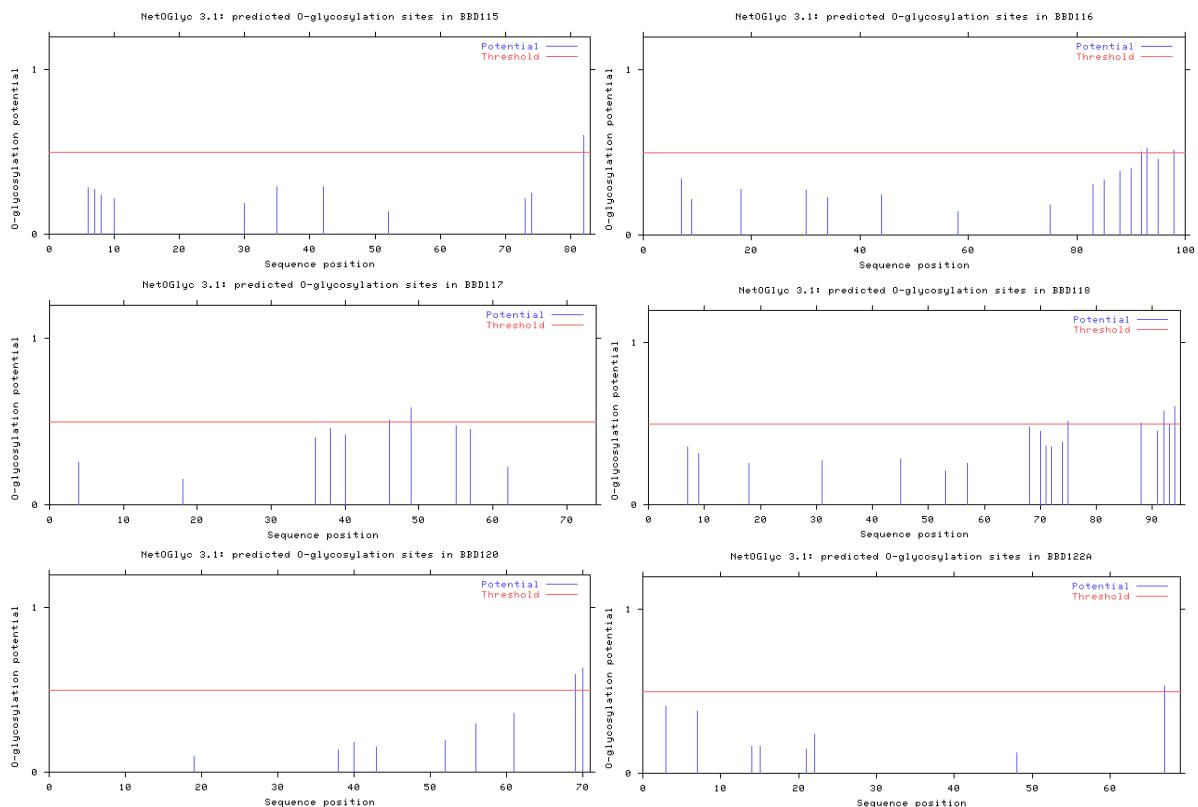 NetOGlyc 3.1: predicted O-glycosylation sites in BBD115
O-glycosylation potential
Potential
Threshold
1
0
0 10 20 30 40 50 60 70 80
Sequence position
NetOGlyc 3.1: predicted O-glycosylation sites in BBD116
O-glycosylation potential
Potential
Threshold
1
0
0 20 40 60 80 100
Sequence position
NetOGlyc 3.1: predicted O-glycosylation sites in BBD117
O-glycosylation potential
Potential
Threshold
1
0
0 10 20 30 40 50 60 70
Sequence position
NetOGlyc 3.1: predicted O-glycosylation sites in BBD118
O-glycosylation potential
Potential
Threshold
1
0
0 10 20 30 40 50 60 70 80 90
Sequence position
NetOGlyc 3.1: predicted O-glycosylation sites in BBD120
O-glycosylation potential
Potential
Threshold
1
0
0 10 20 30 40 50 60 70
Sequence position
NetOGlyc 3.1: predicted O-glycosylation sites in BBD122A
O-glycosylation potential
Potential
Threshold
1
0
0 10 20 30 40 50 60
Sequence position